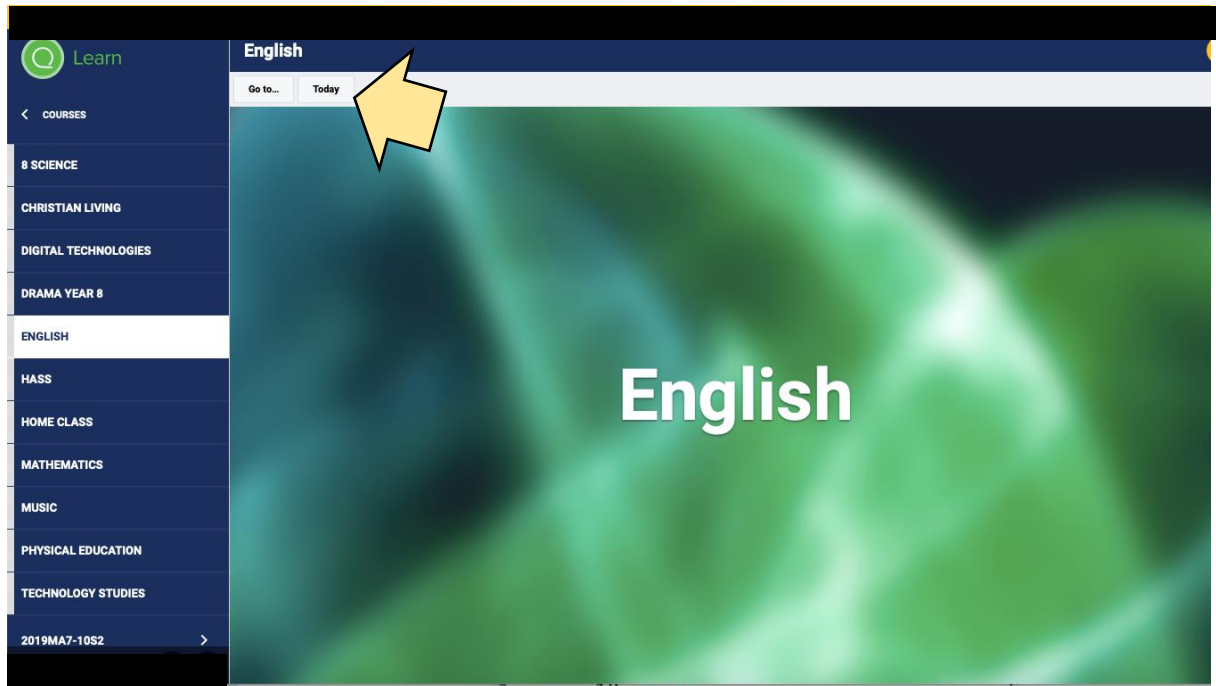 Learn
English
Go to...
Today
COURSES
8 SCIENCE
CHRISTIAN LIVING
DIGITAL TECHNOLOGIES
DRAMA YEAR 8
ENGLISH
HASS
HOME CLASS
MATHEMATICS
MUSIC
PHYSICAL EDUCATION
TECHNOLOGY STUDIES
2019MA7-10S2
English